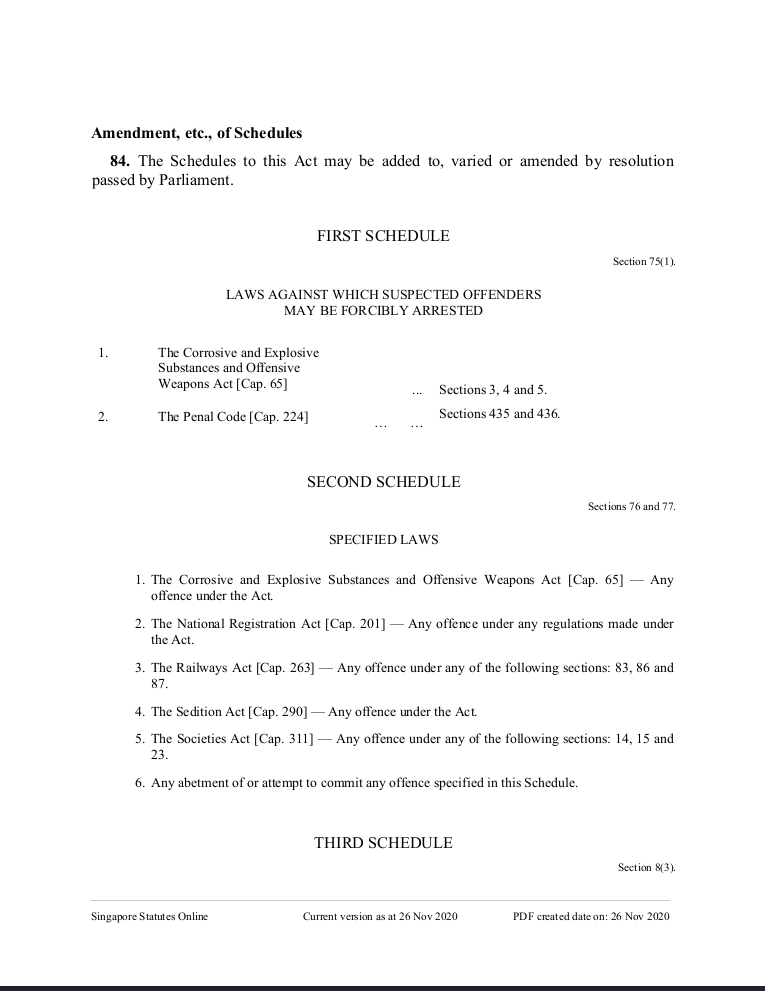 Amendment, etc., of Schedules
84. The Schedules to this Act may be added to, varied or amended by resolution
passed by Parliament.
FIRST SCHEDULE
Section 75(1).
LAWS AGAINST WHICH SUSPECTED OFFENDERS
MAY BE FORCIBLY ARRESTED
1. The Corrosive and Explosive
Substances and Offensive
Weapons Act [Cap. 65] ... Sections 3, 4 and 5.
2. The Penal Code [Cap. 224] ... ... Sections 435 and 436.
SECOND SCHEDULE
Sections 76 and 77.
SPECIFIED LAWS
1. The Corrosive and Explosive Substances and Offensive Weapons Act [Cap. 65] — Any
offence under the Act.
2. The National Registration Act [Cap. 201] — Any offence under any regulations made under
the Act.
3. The Railways Act [Cap. 263] — Any offence under any of the following sections: 83, 86 and
87.
4. The Sedition Act [Cap. 290] — Any offence under the Act.
5. The Societies Act [Cap. 311] — Any offence under any of the following sections: 14, 15 and
23.
6. Any abetment of or attempt to commit any offence specified in this Schedule.
THIRD SCHEDULE
Section 8(3).
Singapore Statutes Online Current version as at 26 Nov 2020 PDF created date on: 26 Nov 2020